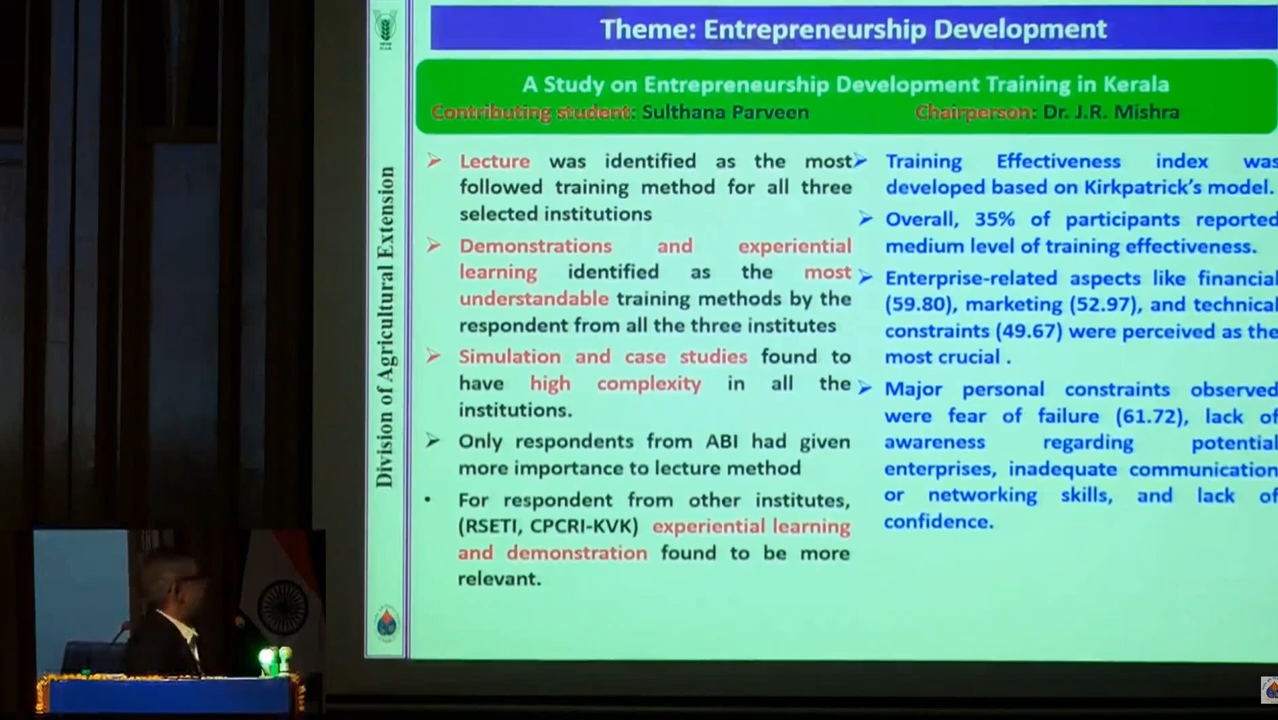 Theme: Entrepreneurship Development
A Study on Entrepreneurship Development Training in Kerala
Contributing student: Sulthana Parveen Chairperson: Dr. J.R. Mishra
Division of Agricultural Extension
➢ Lecture was identified as the most
followed training method for all three
selected institutions
➢ Demonstrations and experiential
learning identified as the most
understandable training methods by the
respondent from all the three institutes
➢ Simulation and case studies found to
have high complexity in all the
institutions.
➢ Only respondents from ABI had given
more importance to lecture method
• For respondent from other institutes,
(RSETI, CPCRI-KVK) experiential learning
and demonstration found to be more
relevant.
➢ Training Effectiveness index was
developed based on Kirkpatrick's model.
➢ Overall, 35% of participants reported
medium level of training effectiveness.
➢ Enterprise-related aspects like financial
(59.80), marketing (52.97), and technical
constraints (49.67) were perceived as the
most crucial .
➢ Major personal constraints observed
were fear of failure (61.72), lack of
awareness regarding potential
enterprises, inadequate communication
or networking skills, and lack of
confidence.